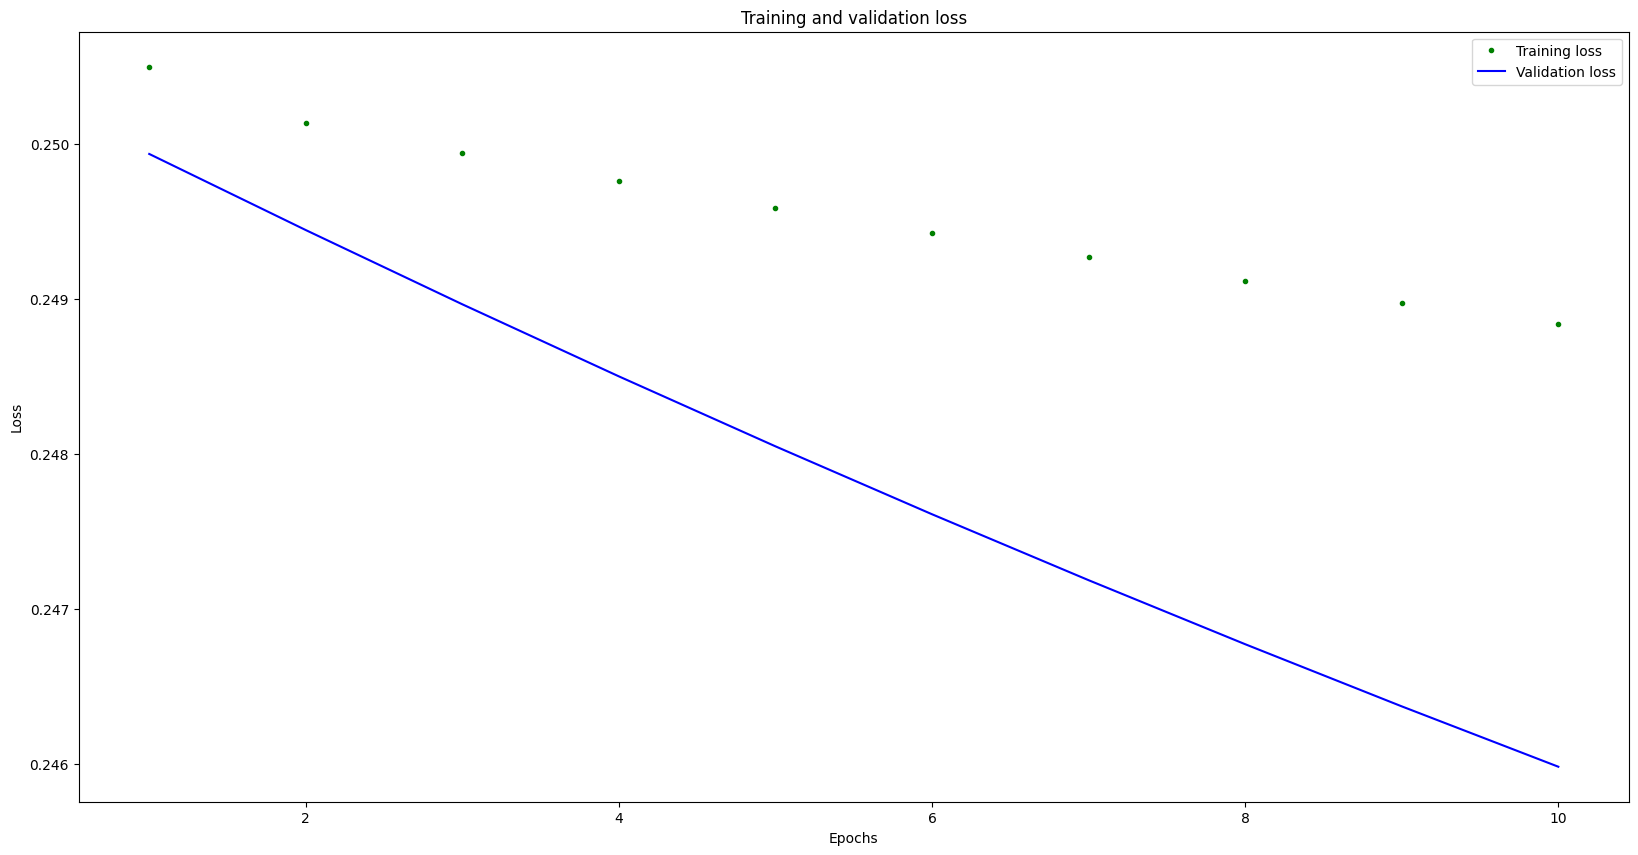 Training and validation loss
Training loss
Validation loss
0.250
0.249
0.248
0.247
0.246
Loss
2
4
6
8
10
Epochs